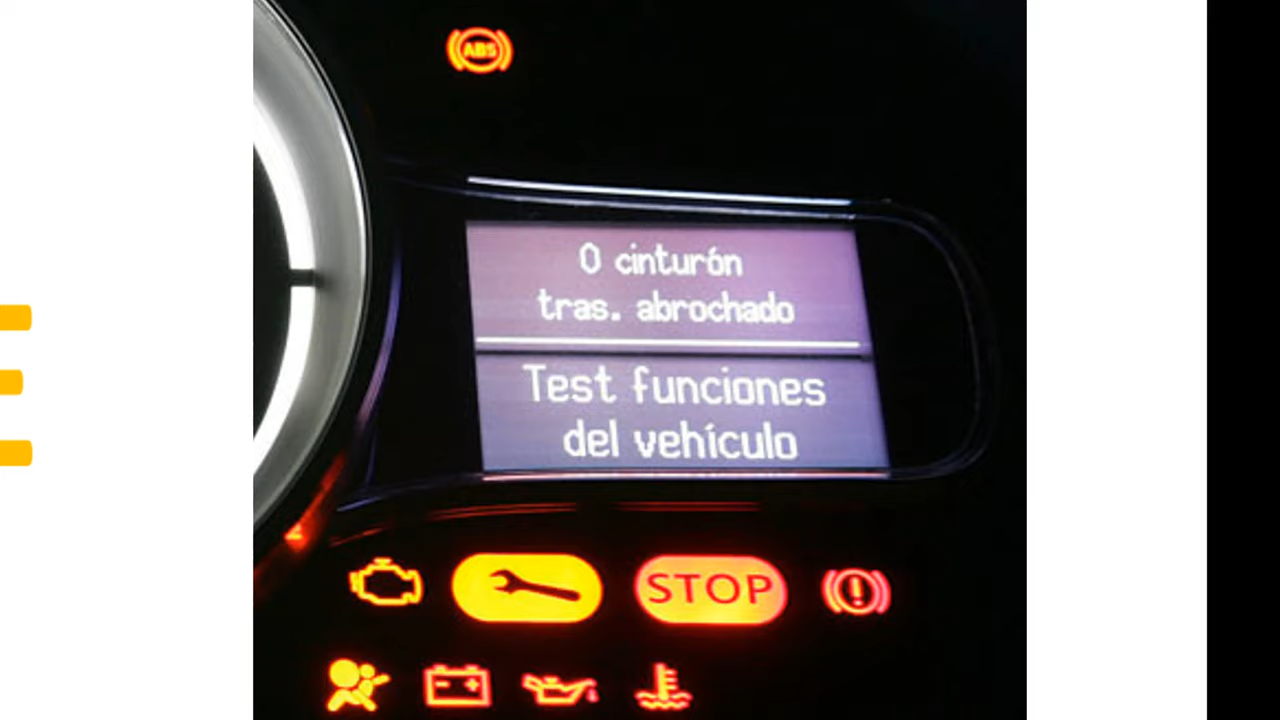 ABS
0 cinturón
tras. abrochado
Test funciones
del vehículo
STOP